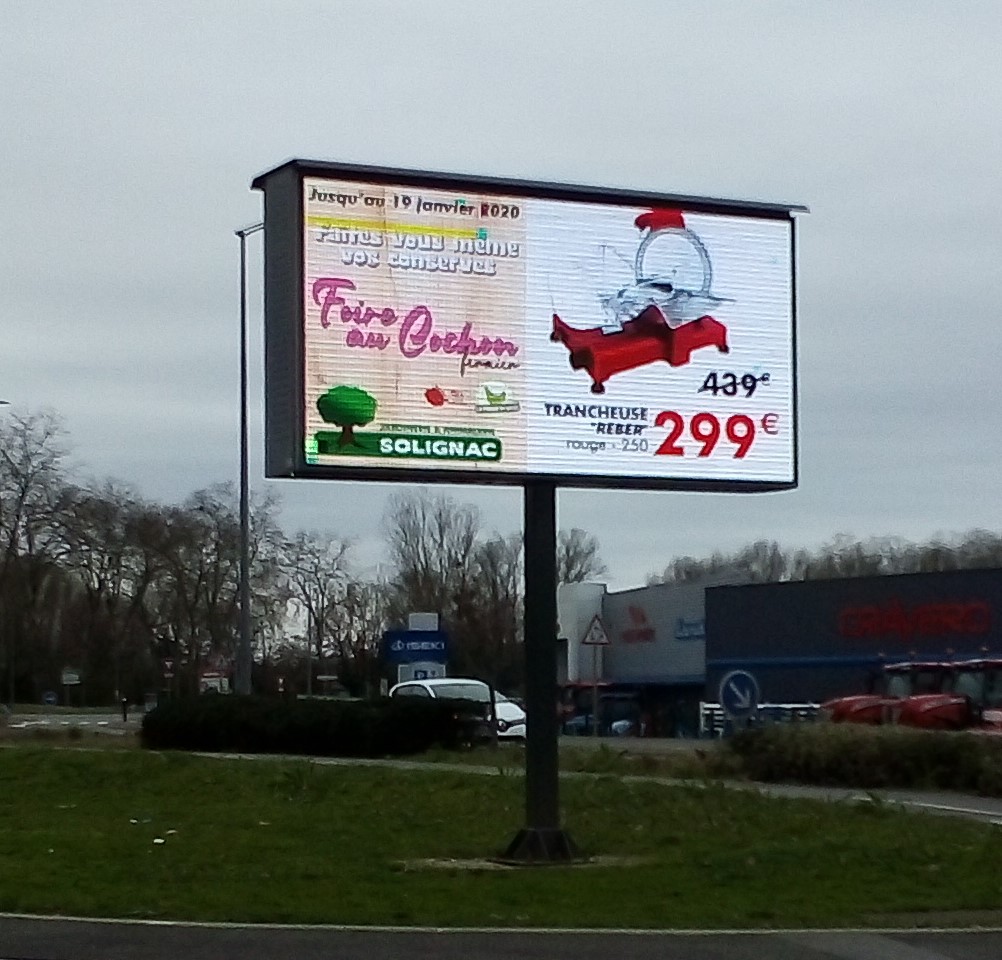 Jusqu'au 19 janvier 2020
Faites vous même
vos conserves
Foire
au Cochon
fermier
SOLIGNAC
439€
TRANCHEUSE
"REBER"
rouge - 250
299€
ISEKI